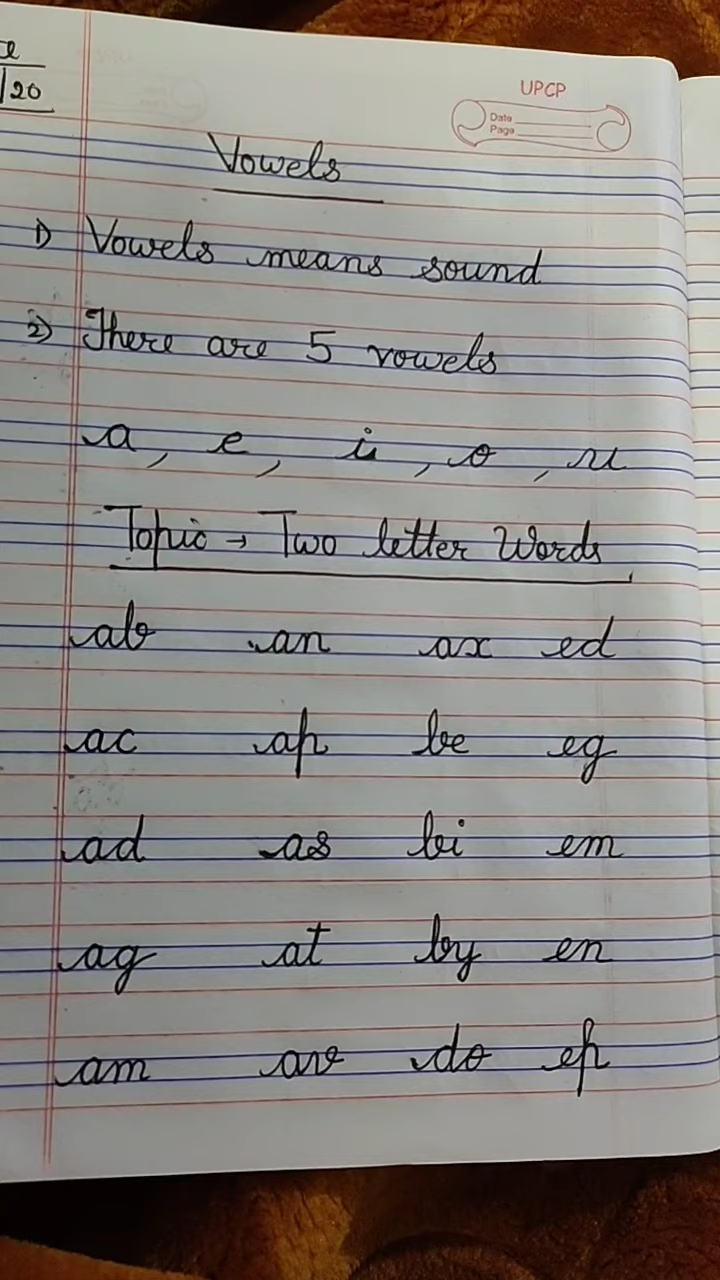 e
/20
UPCP
Date
Page
Vowels
1) Vowels means sound
2) There are 5 vowels
a, e, i, o, u
Topic → Two letter Words
ab an ax ed
ac ap be eg
ad as bi em
ag at by en
am av do ep